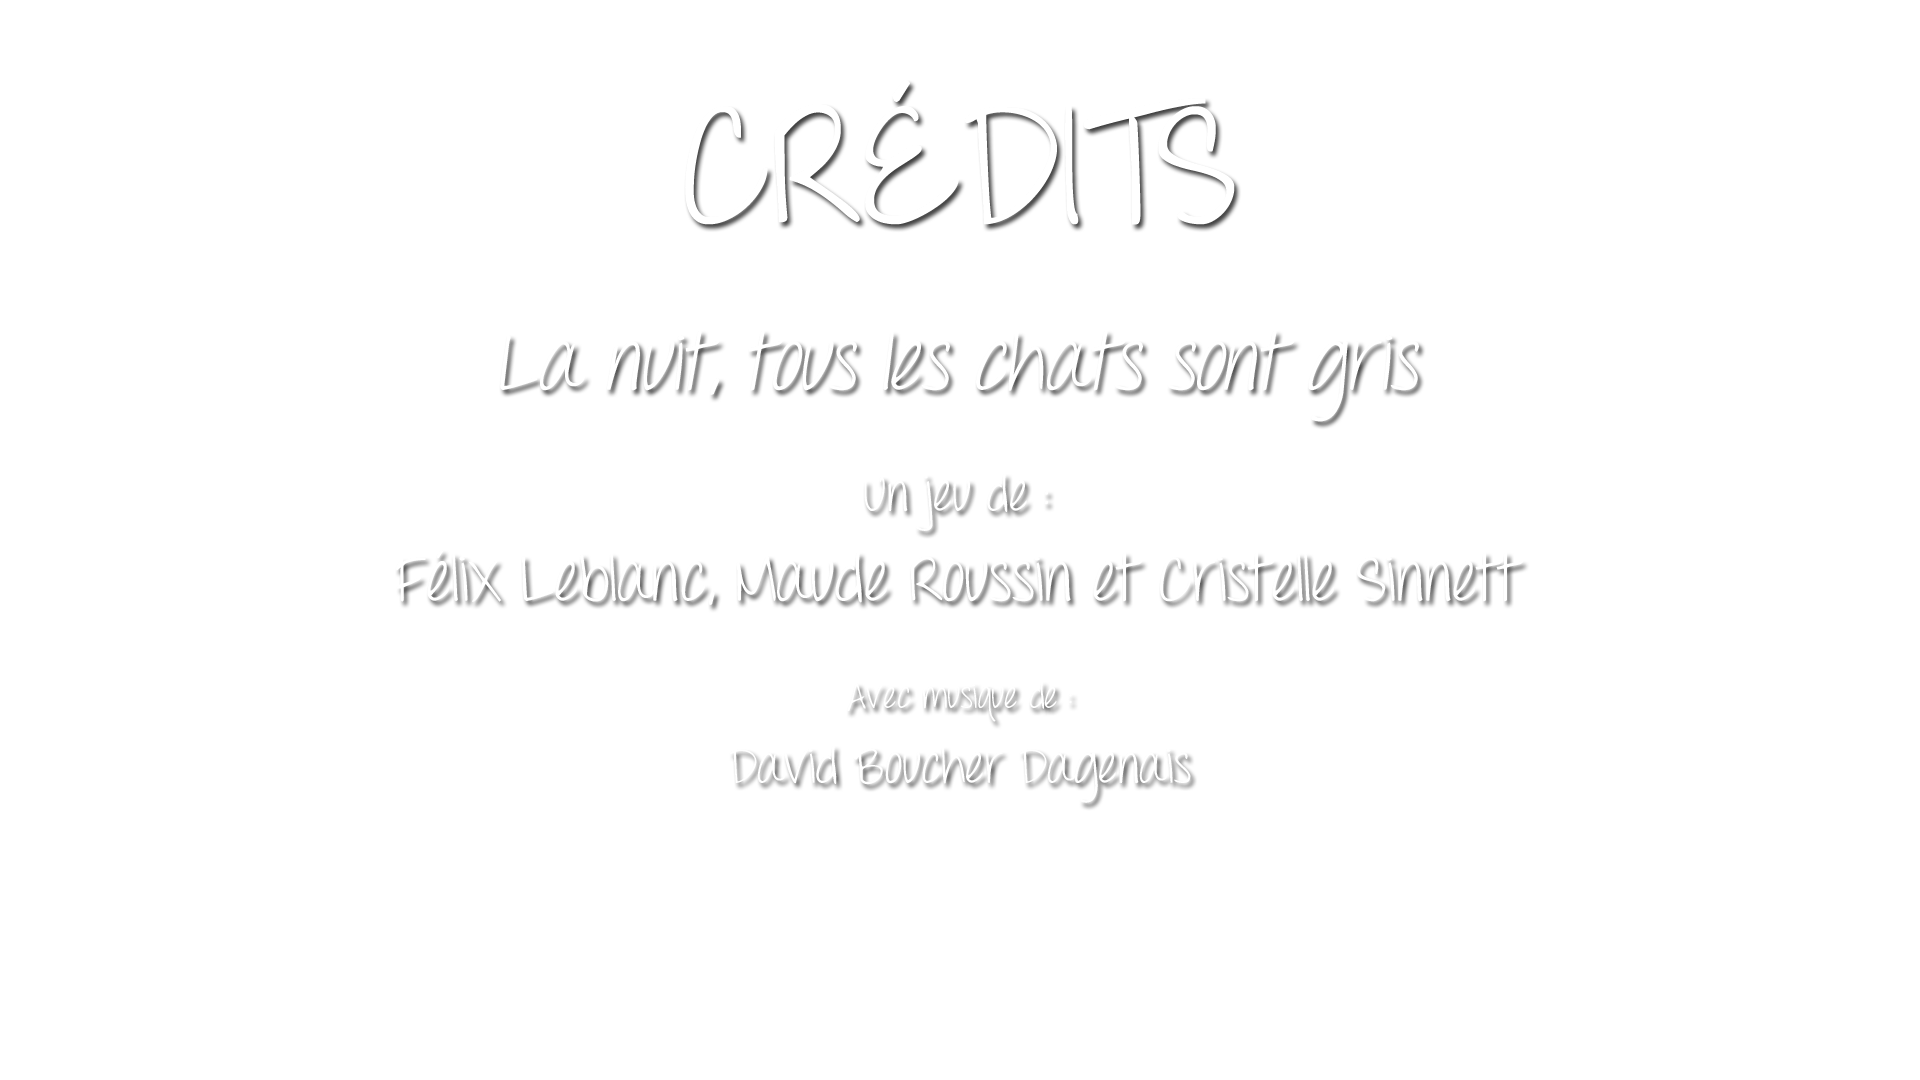 CRÉDITS
La nuit, tous les chats sont gris
Un jeu de :
Félix Leblanc, Maude Roussin et Cristelle Sinnett
Avec musique de :
David Boucher Dagenais